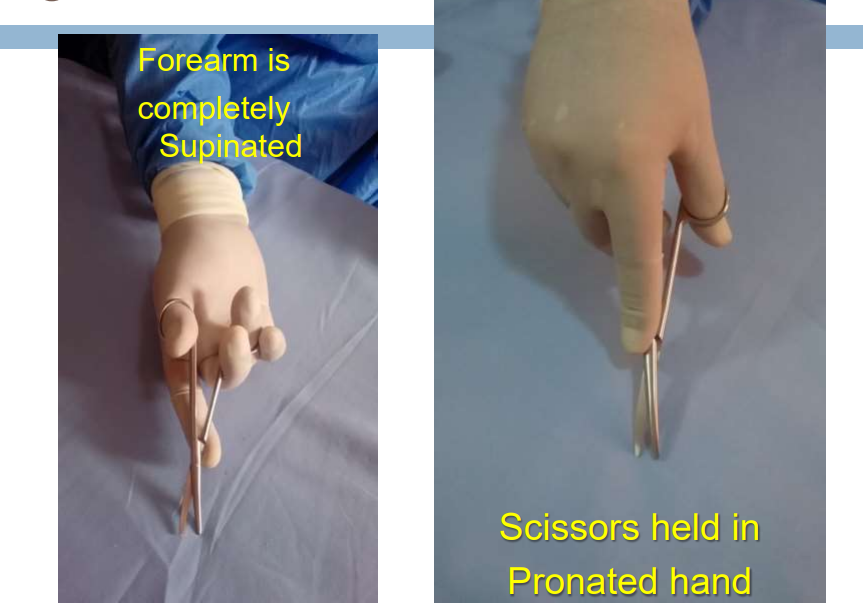 Forearm is
completely
Supinated
Scissors held in
Pronated hand